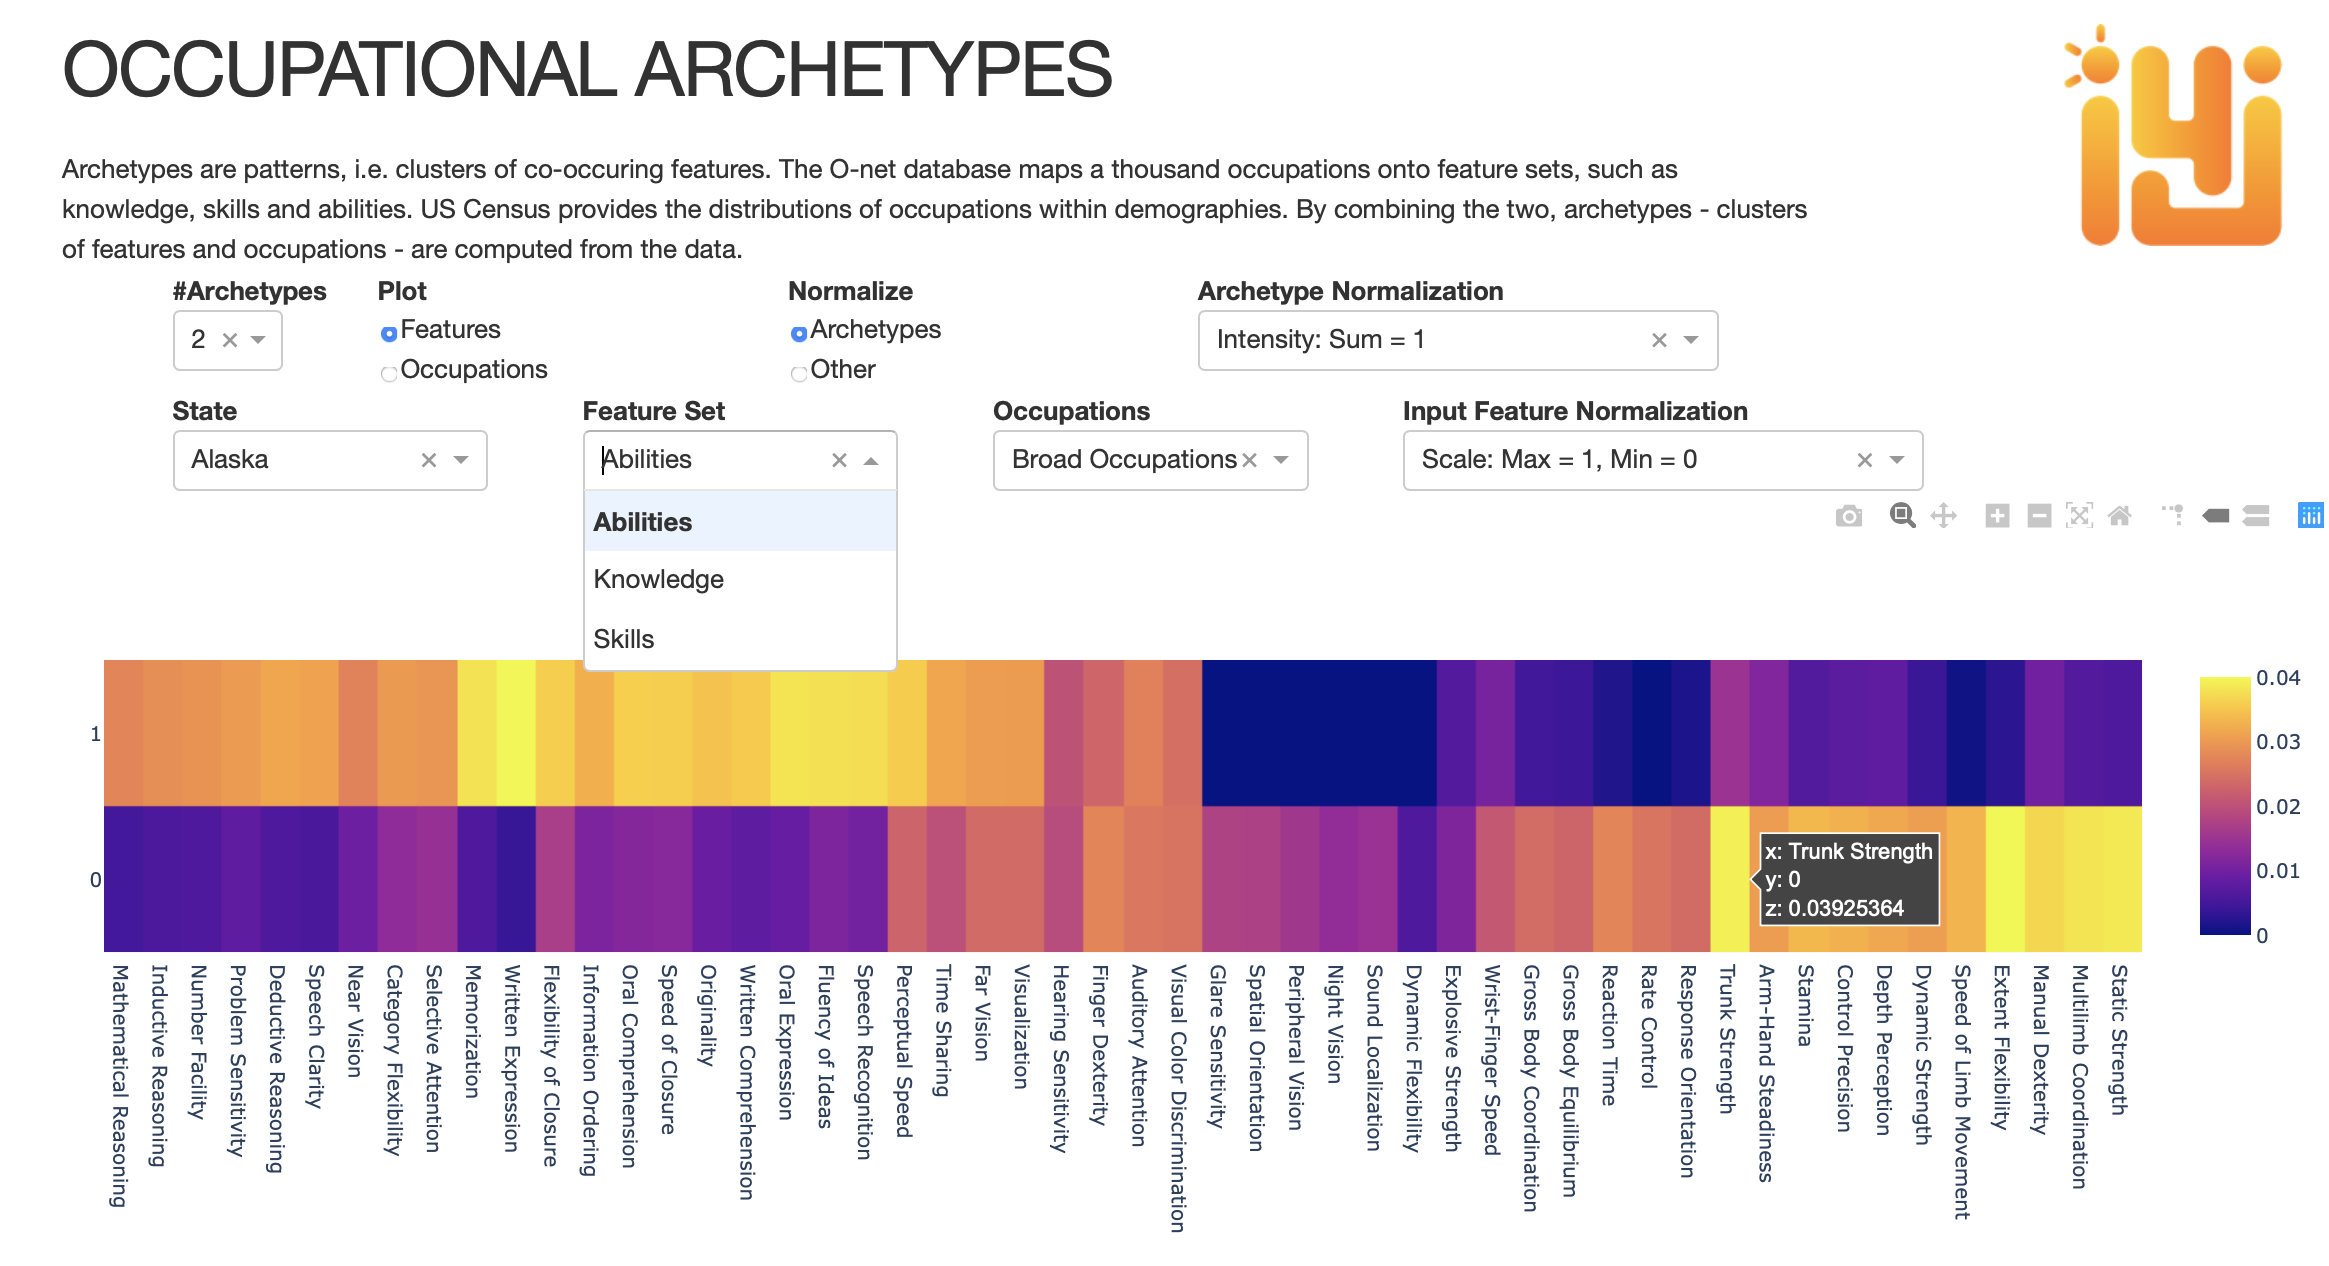 OCCUPATIONAL ARCHETYPES
Archetypes are patterns, i.e. clusters of co-occuring features. The O-net database maps a thousand occupations onto feature sets, such as
knowledge, skills and abilities. US Census provides the distributions of occupations within demographies. By combining the two, archetypes - clusters
of features and occupations - are computed from the data.
#Archetypes
2
Plot
Features
Occupations
Normalize
Archetypes
Other
Archetype Normalization
Intensity: Sum = 1
State
Alaska
Feature Set
Abilities
Abilities
Knowledge
Skills
Occupations
Broad Occupations
Input Feature Normalization
Scale: Max = 1, Min = 0
1
0
x: Trunk Strength
y: 0
z: 0.03925364
0.04
0.03
0.02
0.01
0
Mathematical Reasoning
Inductive Reasoning
Number Facility
Problem Sensitivity
Deductive Reasoning
Speech Clarity
Near Vision
Category Flexibility
Selective Attention
Memorization
Written Expression
Flexibility of Closure
Information Ordering
Oral Comprehension
Speed of Closure
Originality
Written Comprehension
Oral Expression
Fluency of Ideas
Speech Recognition
Perceptual Speed
Time Sharing
Far Vision
Visualization
Hearing Sensitivity
Finger Dexterity
Auditory Attention
Visual Color Discrimination
Glare Sensitivity
Spatial Orientation
Peripheral Vision
Night Vision
Sound Localization
Dynamic Flexibility
Explosive Strength
Wrist-Finger Speed
Gross Body Coordination
Gross Body Equilibrium
Reaction Time
Rate Control
Response Orientation
Trunk Strength
Arm-Hand Steadiness
Stamina
Control Precision
Depth Perception
Dynamic Strength
Speed of Limb Movement
Extent Flexibility
Manual Dexterity
Multilimb Coordination
Static Strength